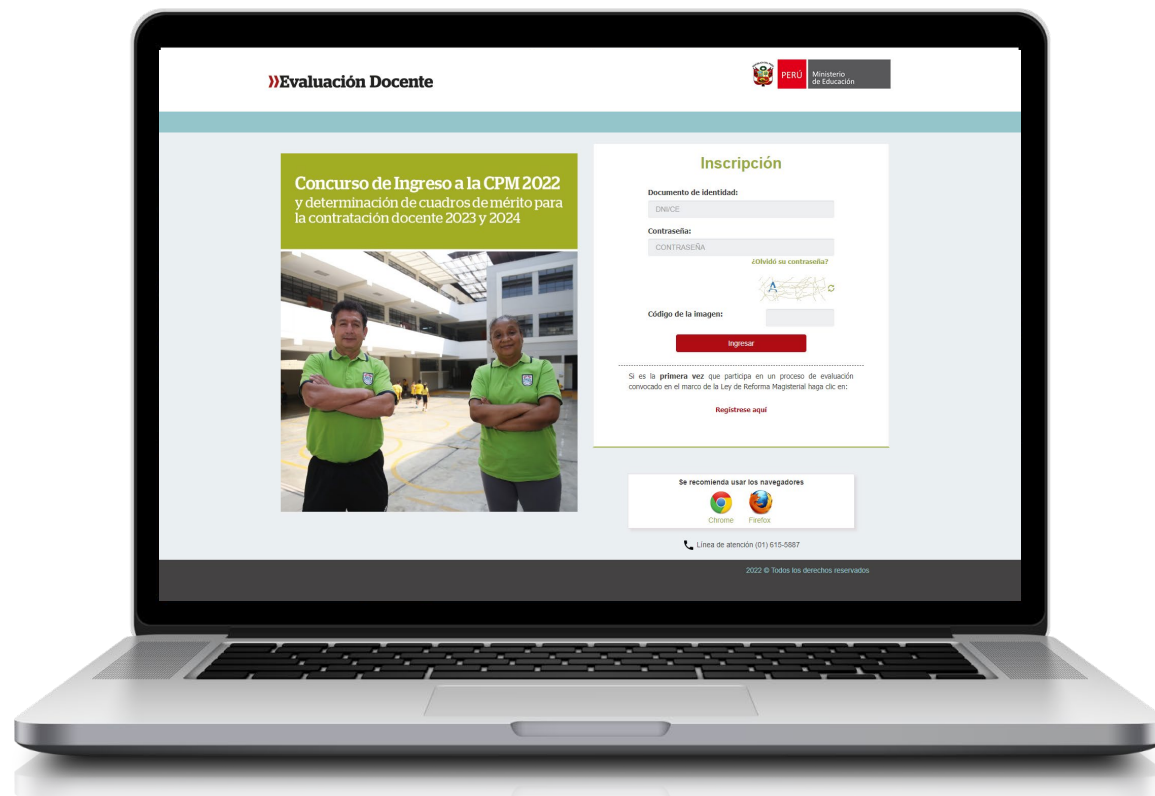 »Evaluación Docente
PERÚ
Ministerio
de Educación
Concurso de Ingreso a la CPM 2022
y determinación de cuadros de mérito para
la contratación docente 2023 y 2024
Inscripción
Documento de identidad:
DNI/CE
Contraseña:
CONTRASEÑA
¿Olvidó su contraseña?
A
Código de la imagen:
Ingresar
Si es la primera vez que participa en un proceso de evaluación
convocado en el marco de la Ley de Reforma Magisterial haga clic en:
Regístrese aquí
Se recomienda usar los navegadores
Chrome Firefox
Línea de atención (01) 615-5887
2022 © Todos los derechos reservados